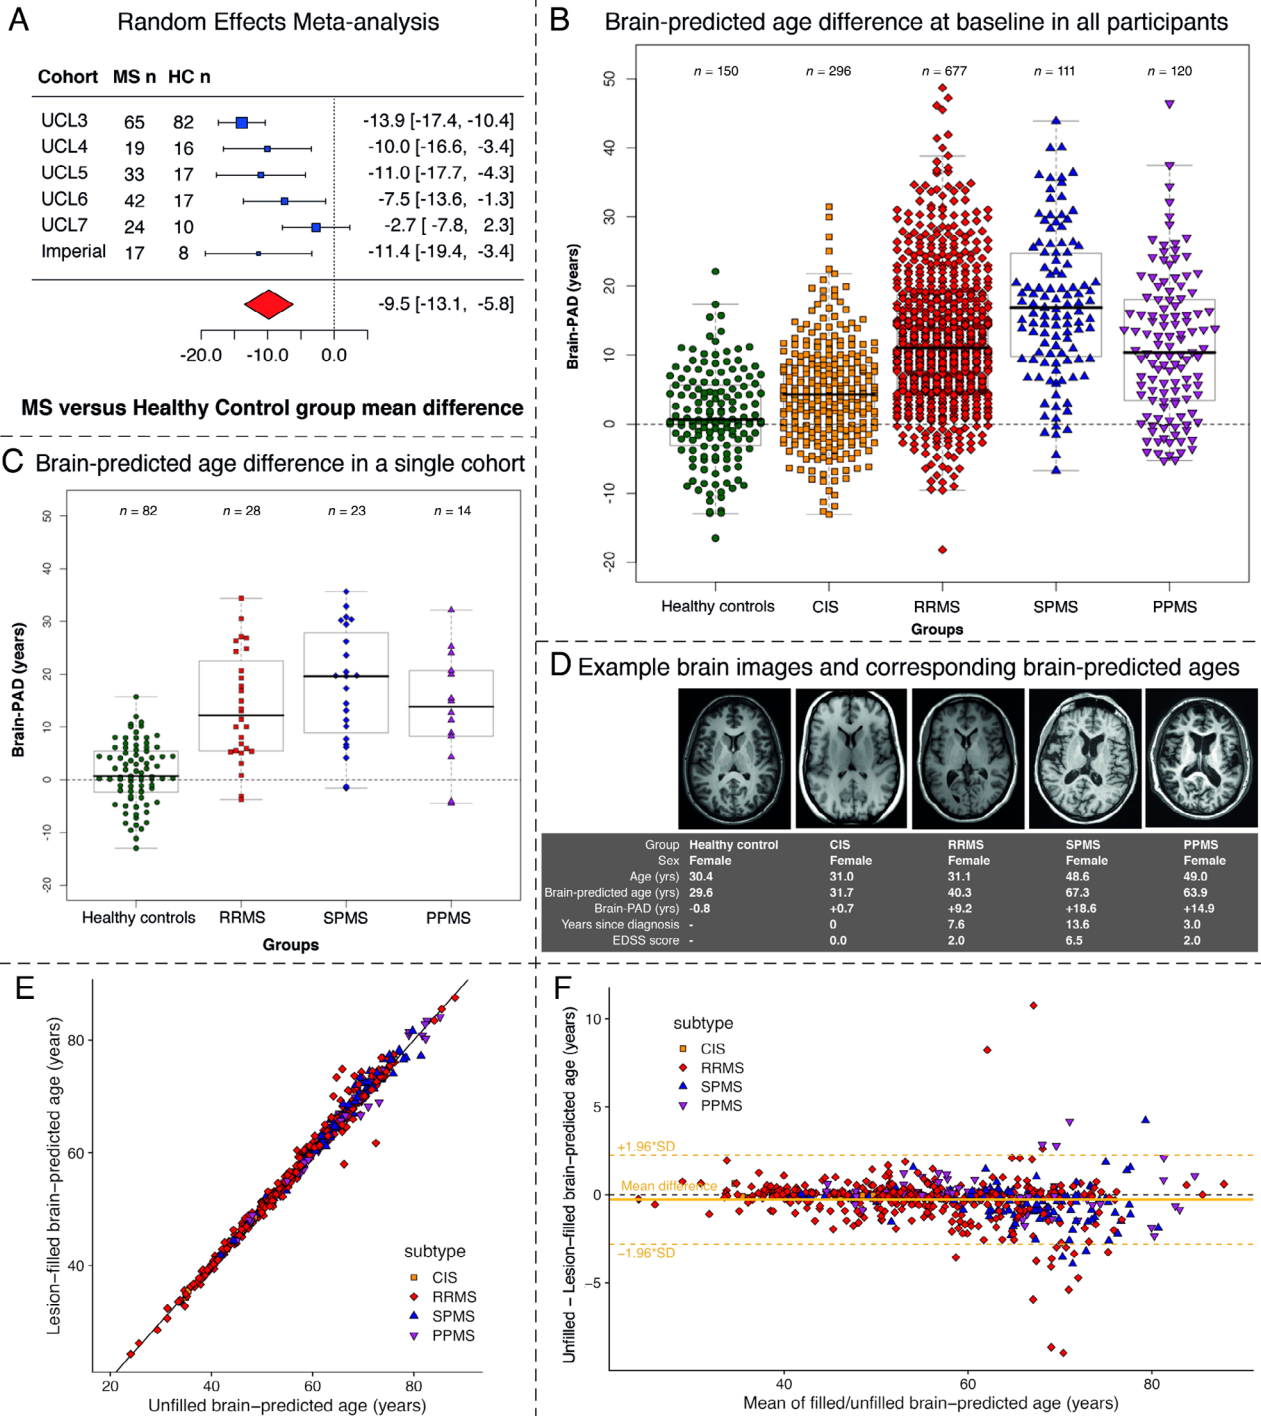 A Random Effects Meta-analysis
Cohort MS n HC n
UCL3 65 82 -13.9 [-17.4, -10.4]
UCL4 19 16 -10.0 [-16.6, -3.4]
UCL5 33 17 -11.0 [-17.7, -4.3]
UCL6 42 17 -7.5 [-13.6, -1.3]
UCL7 24 10 -2.7 [ -7.8, 2.3]
Imperial 17 8 -11.4 [-19.4, -3.4]
-9.5 [-13.1, -5.8]
-20.0 -10.0 0.0
MS versus Healthy Control group mean difference
B Brain-predicted age difference at baseline in all participants
n = 150 n = 296 n = 677 n = 111 n = 120
Brain-PAD (years)
50
40
30
20
10
0
-10
-20
Healthy controls CIS RRMS SPMS PPMS
Groups
C Brain-predicted age difference in a single cohort
n = 82 n = 28 n = 23 n = 14
Brain-PAD (years)
50
40
30
20
10
0
-10
-20
Healthy controls RRMS SPMS PPMS
Groups
D Example brain images and corresponding brain-predicted ages
Group Healthy control CIS RRMS SPMS PPMS
Sex Female Female Female Female Female
Age (yrs) 30.4 31.0 31.1 48.6 49.0
Brain-predicted age (yrs) 29.6 31.7 40.3 67.3 63.9
Brain-PAD (yrs) -0.8 +0.7 +9.2 +18.6 +14.9
Years since diagnosis - 0 7.6 13.6 3.0
EDSS score - 0.0 2.0 6.5 2.0
E
Lesion−filled brain−predicted age (years)
80
60
40
subtype
CIS
RRMS
SPMS
PPMS
20 40 60 80
Unfilled brain−predicted age (years)
F
Unfilled − Lesion−filled brain−predicted age (years)
10
5
0
−5
subtype
CIS
RRMS
SPMS
PPMS
+1.96*SD
Mean difference
−1.96*SD
40 60 80
Mean of filled/unfilled brain−predicted age (years)